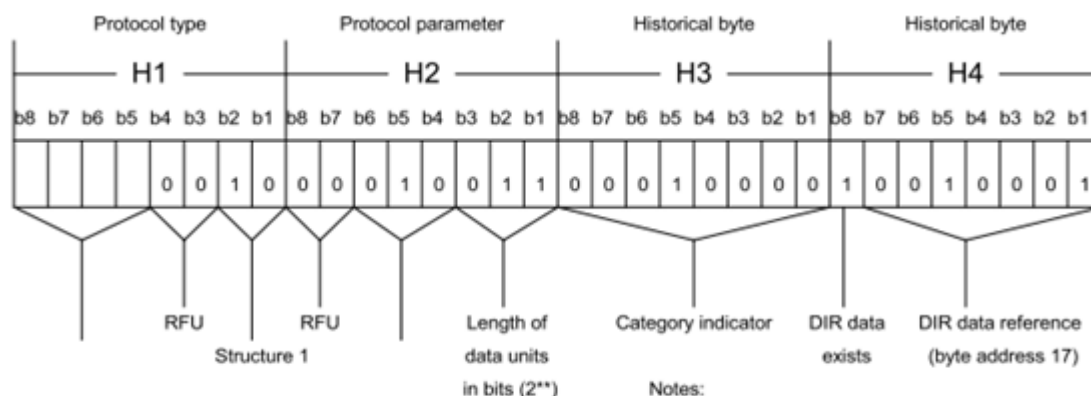 Protocol type Protocol parameter Historical byte Historical byte
H1 H2 H3 H4
b8 b7 b6 b5 b4 b3 b2 b1 b8 b7 b6 b5 b4 b3 b2 b1 b8 b7 b6 b5 b4 b3 b2 b1 b8 b7 b6 b5 b4 b3 b2 b1
0 0 1 0 0 0 0 1 0 0 1 1 0 0 0 1 0 0 0 0 1 0 0 1 0 0 0 1
RFU RFU Length of Category indicator DIR data DIR data reference
Structure 1 data units exists (byte address 17)
in bits (2**) Notes: